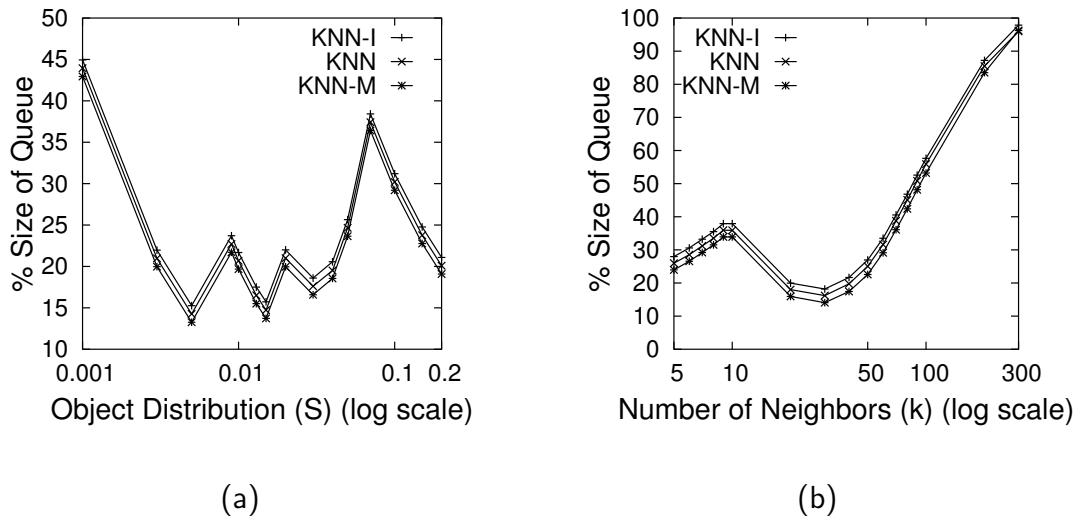 50
45
40
35
30
25
20
15
10
0.001 0.01 0.1 0.2
% Size of Queue
Object Distribution (S) (log scale)
KNN-I
KNN
KNN-M
(a)
100
90
80
70
60
50
40
30
20
10
0
5 10 50 100 300
% Size of Queue
Number of Neighbors (k) (log scale)
KNN-I
KNN
KNN-M
(b)